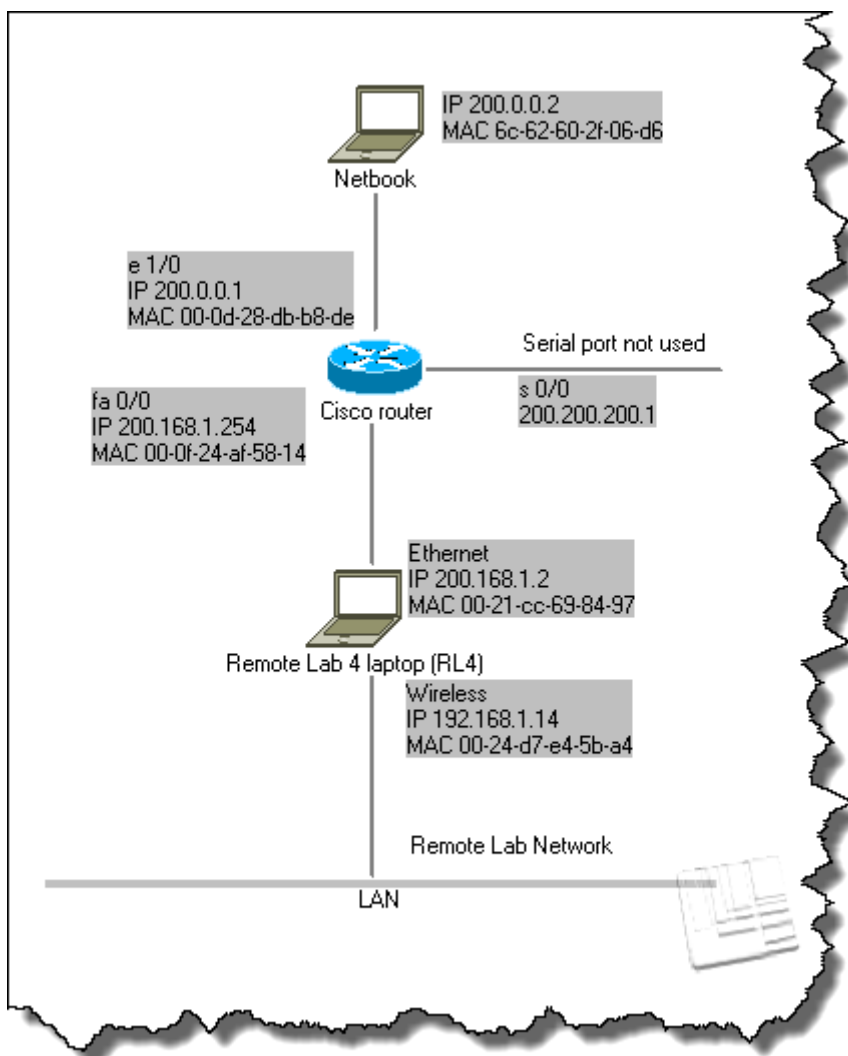 IP 200.0.0.2
MAC 6c-62-60-2f-06-d6
Netbook
e 1/0
IP 200.0.0.1
MAC 00-0d-28-db-b8-de
Serial port not used
s 0/0
200.200.200.1
fa 0/0
IP 200.168.1.254
MAC 00-0f-24-af-58-14
Cisco router
Ethernet
IP 200.168.1.2
MAC 00-21-cc-69-84-97
Remote Lab 4 laptop (RL4)
Wireless
IP 192.168.1.14
MAC 00-24-d7-e4-5b-a4
Remote Lab Network
LAN